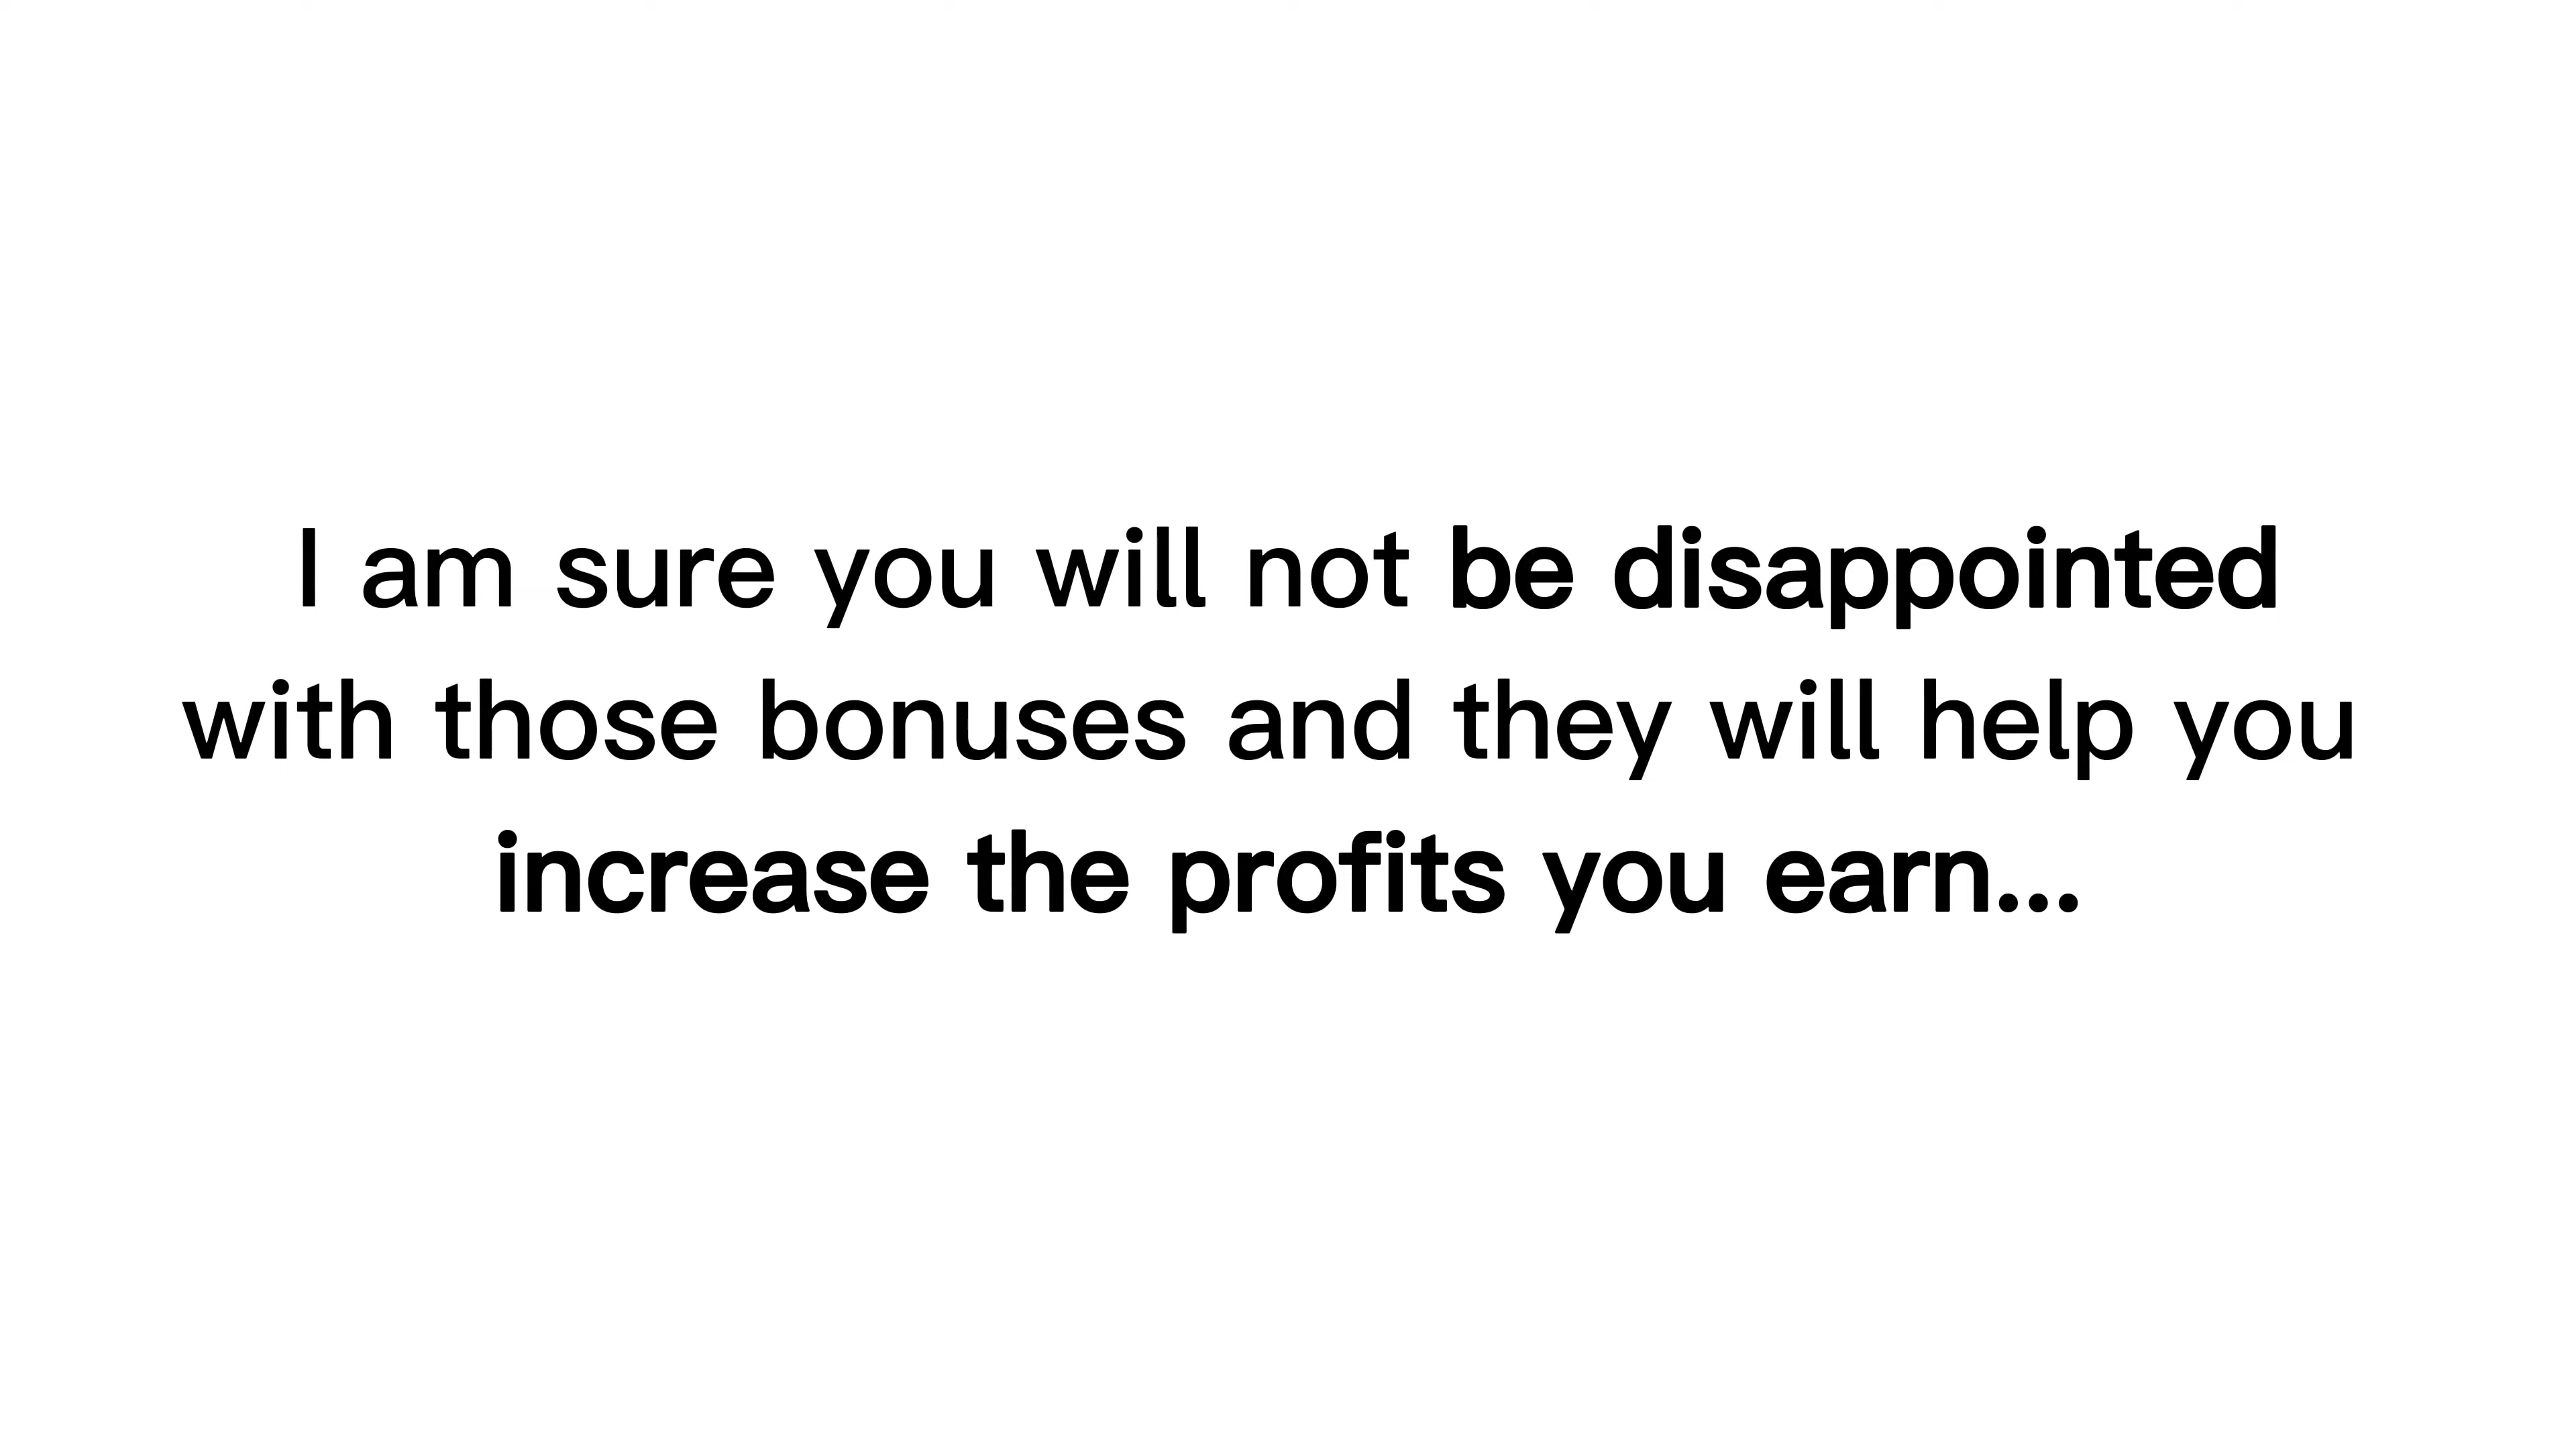 I am sure you will not be disappointed
with those bonuses and they will help you
increase the profits you earn...